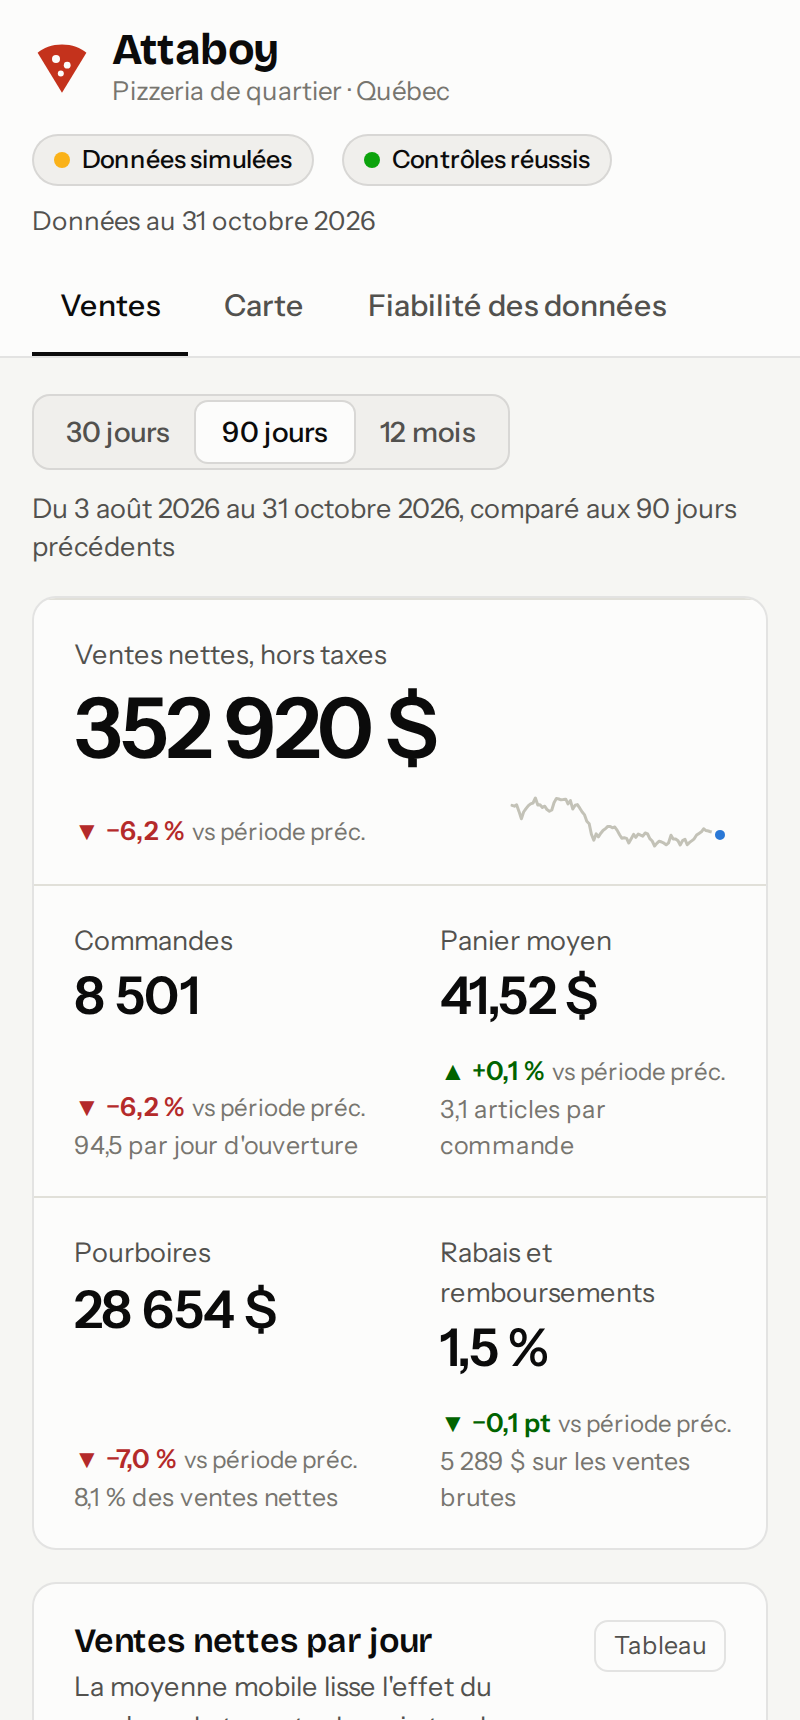 Attaboy
Pizzeria de quartier · Québec
Données simulées
Contrôles réussis
Données au 31 octobre 2026
Ventes
Carte
Fiabilité des données
30 jours
90 jours
12 mois
Du 3 août 2026 au 31 octobre 2026, comparé aux 90 jours
précédents
Ventes nettes, hors taxes
352 920 $
▼ −6,2 % vs période préc.
Commandes
8 501
▼ −6,2 % vs période préc.
94,5 par jour d'ouverture
Panier moyen
41,52 $
▲ +0,1 % vs période préc.
3,1 articles par
commande
Pourboires
28 654 $
▼ −7,0 % vs période préc.
8,1 % des ventes nettes
Rabais et
remboursements
1,5 %
▼ −0,1 pt vs période préc.
5 289 $ sur les ventes
brutes
Ventes nettes par jour
Tableau
La moyenne mobile lisse l'effet du